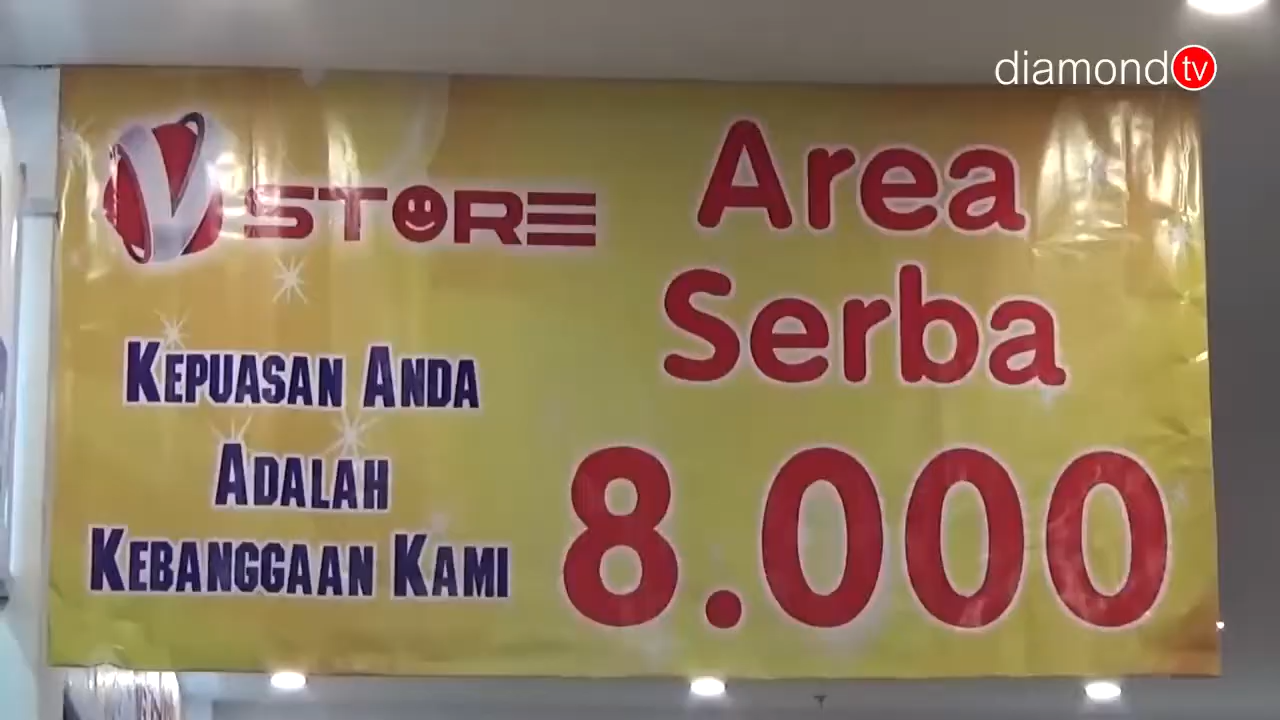 diamond tv
V STORE
Area
Serba
8.000
KEPUASAN ANDA
ADALAH
KEBANGGAAN KAMI